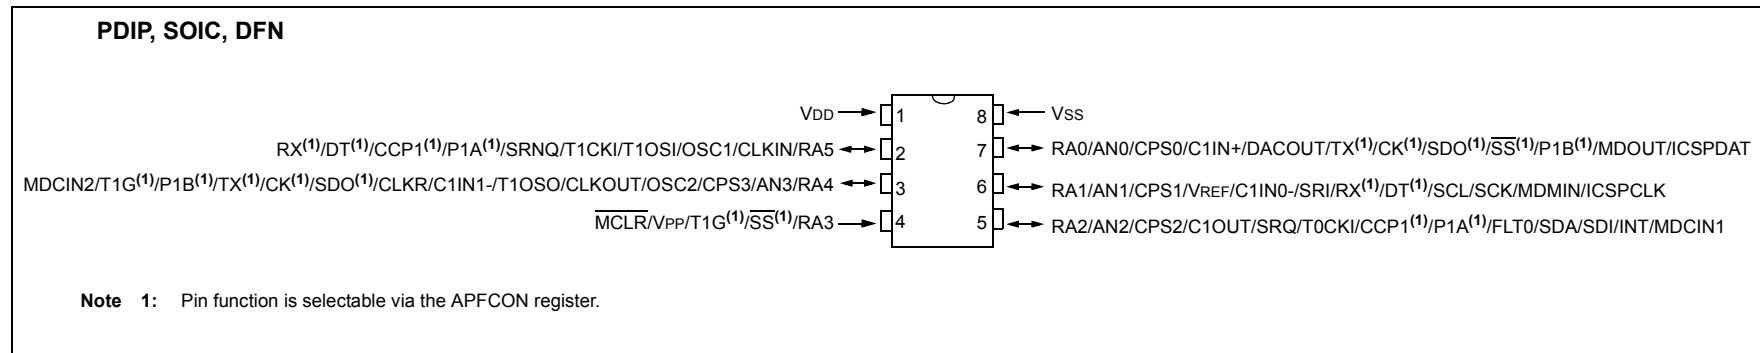 PDIP, SOIC, DFN
VDD 1 8 VSS
RX(1)/DT(1)/CCP1(1)/P1A(1)/SRNQ/T1CKI/T1OSI/OSC1/CLKIN/RA5 2 7 RA0/AN0/CPS0/C1IN+/DACOUT/TX(1)/CK(1)/SDO(1)/S̅S̅(1)/P1B(1)/MDOUT/ICSPDAT
MDCIN2/T1G(1)/P1B(1)/TX(1)/CK(1)/SDO(1)/CLKR/C1IN1-/T1OSO/CLKOUT/OSC2/CPS3/AN3/RA4 3 6 RA1/AN1/CPS1/VREF/C1IN0-/SRI/RX(1)/DT(1)/SCL/SCK/MDMIN/ICSPCLK
M̅C̅L̅R̅/VPP/T1G(1)/S̅S̅(1)/RA3 4 5 RA2/AN2/CPS2/C1OUT/SRQ/T0CKI/CCP1(1)/P1A(1)/FLT0/SDA/SDI/INT/MDCIN1
Note 1: Pin function is selectable via the APFCON register.